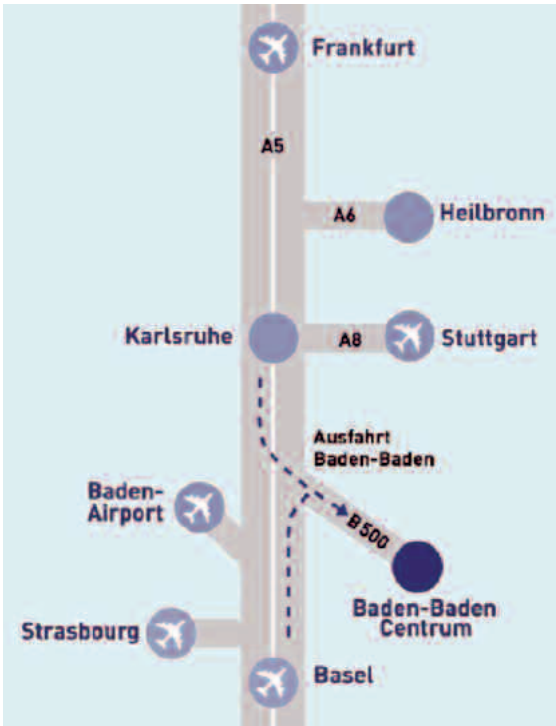 Frankfurt
A5
A6
Heilbronn
Karlsruhe
A8
Stuttgart
Ausfahrt
Baden-Baden
Baden-
Airport
B 500
Baden-Baden
Centrum
Strasbourg
Basel